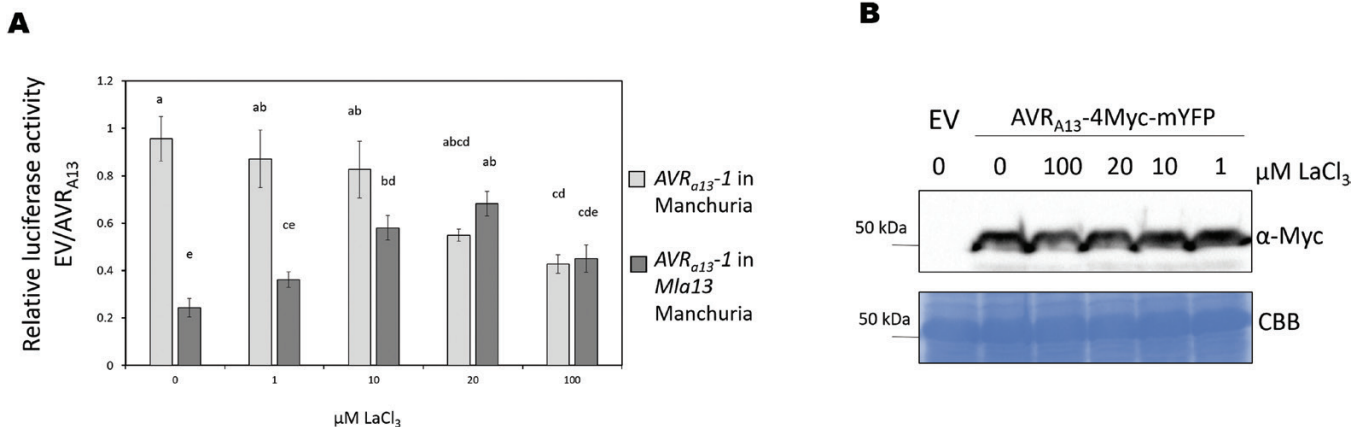 A
Relative luciferase activity
EV/AVRA13
1.2
1
0.8
0.6
0.4
0.2
0
a
e
ab
ce
ab
bd
abcd
ab
cd
cde
0 1 10 20 100
µM LaCl3
AVRa13-1 in
Manchuria
AVRa13-1 in
Mla13
Manchuria
B
EV AVRA13-4Myc-mYFP
0 0 100 20 10 1 µM LaCl3
50 kDa α-Myc
50 kDa CBB